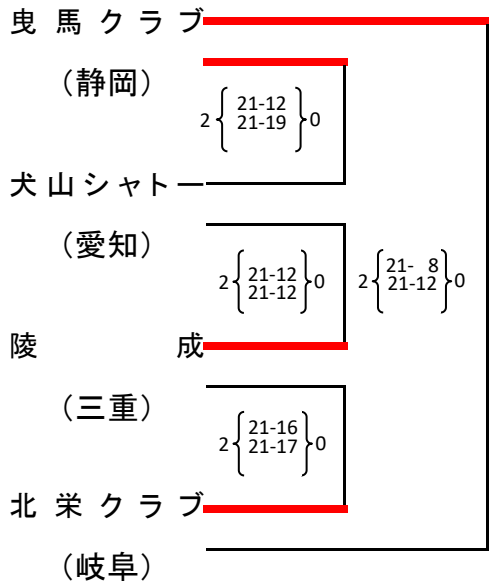 曳馬クラブ
（静岡）
2 21-12 0
21-19
犬山シャトー
（愛知）
2 21-12 0
21-12
2 21- 8 0
21-12
陵 成
（三重）
2 21-16 0
21-17
北栄クラブ
（岐阜）